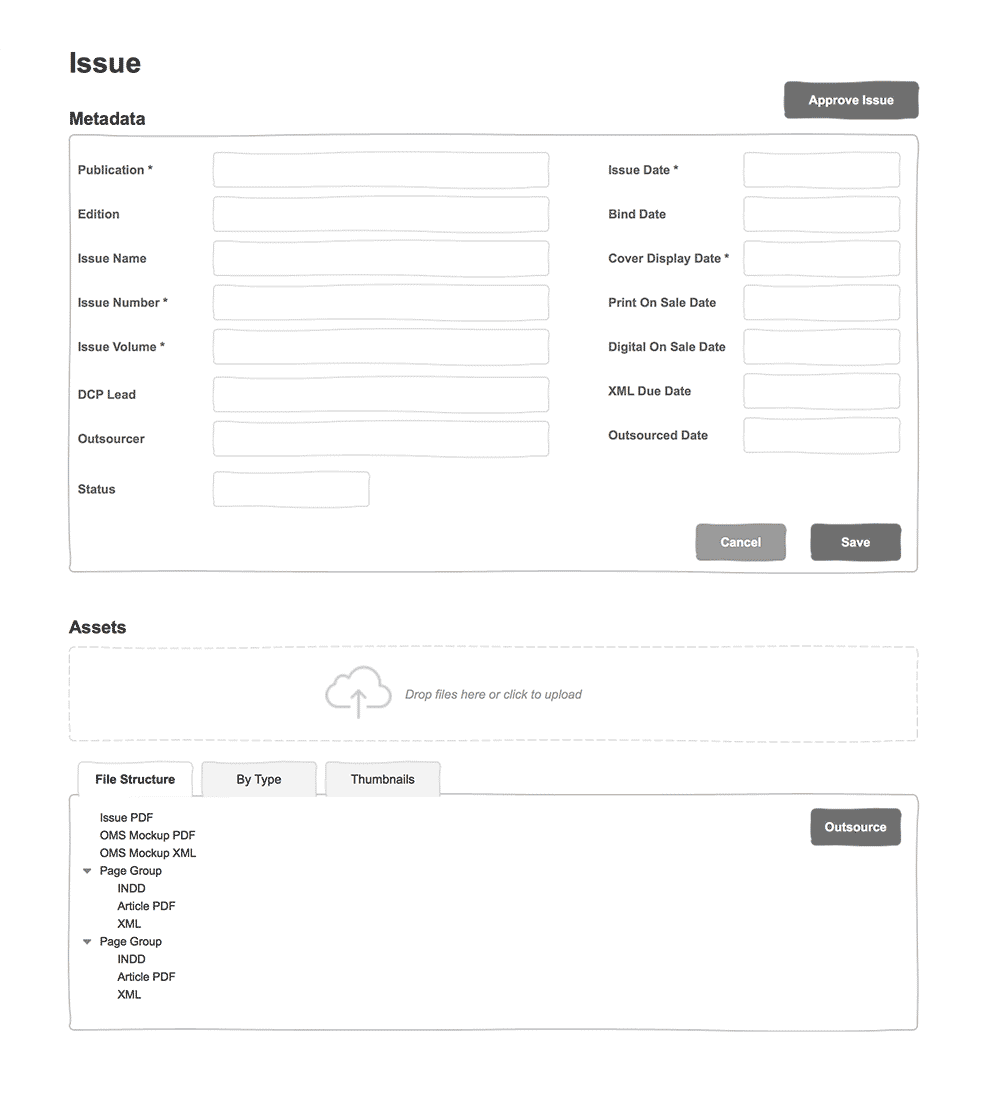 Issue
Approve Issue
Metadata
Publication *
Edition
Issue Name
Issue Number *
Issue Volume *
DCP Lead
Outsourcer
Status
Issue Date *
Bind Date
Cover Display Date *
Print On Sale Date
Digital On Sale Date
XML Due Date
Outsourced Date
Cancel
Save
Assets
Drop files here or click to upload
File Structure
By Type
Thumbnails
Outsource
Issue PDF
OMS Mockup PDF
OMS Mockup XML
Page Group
INDD
Article PDF
XML
Page Group
INDD
Article PDF
XML